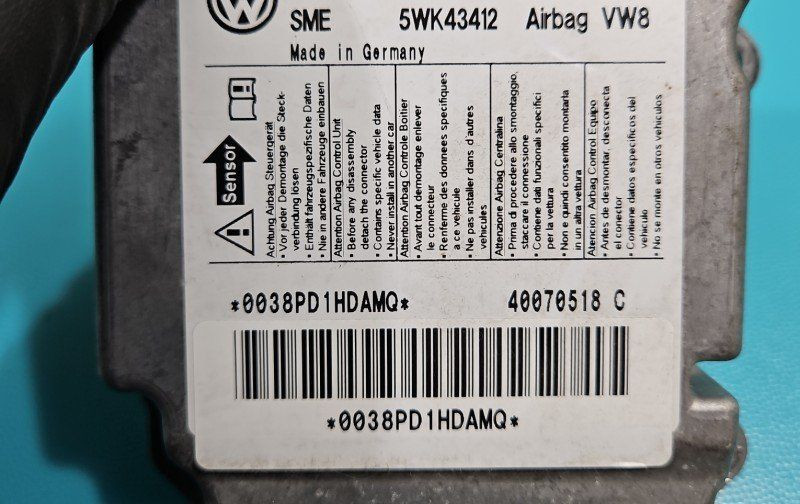 SME 5WK43412 Airbag VW8
Made in Germany
Sensor
Achtung Airbag Steuergerät
• Vor jeder Demontage die Steck-
verbindung lösen
• Enthält fahrzeugspezifische Daten
• Nie in andere Fahrzeuge einbauen
Attention Airbag Control Unit
• Before any disassembly
detach the connector
• Contains specific vehicle data
• Never install in another car
Attention Airbag Controle Boitier
• Avant tout demontage enlever
le connecteur
• Renferme des donnees specifiques
a ce vehicule
• Ne pas installer dans d'autres
vehicules
Attenzione Airbag Centralina
• Prima di procedere allo smontaggio,
staccare il connessione
• Contiene dati funzionali specifici
per la vettura
• Non e quindi consentito montarla
in un altra vettura
Atencion Airbag Control Equipo
• Antes de desmontar, desconecta
el conector
• Contiene datos especificos del
vehiculo
• No se monte en otros vehiculos
*0038PD1HDAMQ* 40070518 C
*0038PD1HDAMQ*